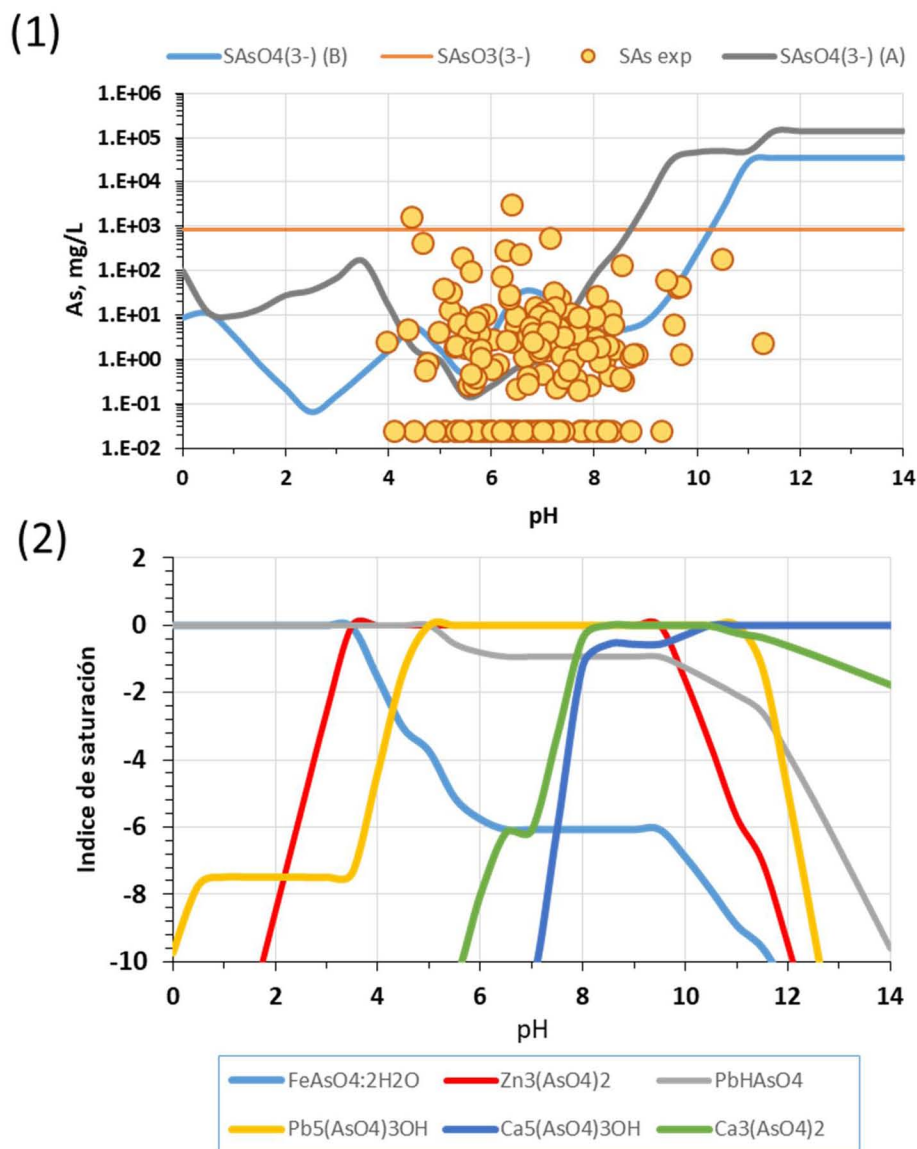 (1)
SAsO4(3-) (B) SAsO3(3-) SAs exp SAsO4(3-) (A)
1.E+06
1.E+05
1.E+04
1.E+03
1.E+02
1.E+01
1.E+00
1.E-01
1.E-02
As, mg/L
0 2 4 6 8 10 12 14
pH
(2)
2
0
-2
-4
-6
-8
-10
Indice de saturación
0 2 4 6 8 10 12 14
pH
FeAsO4:2H2O Zn3(AsO4)2 PbHAsO4
Pb5(AsO4)3OH Ca5(AsO4)3OH Ca3(AsO4)2